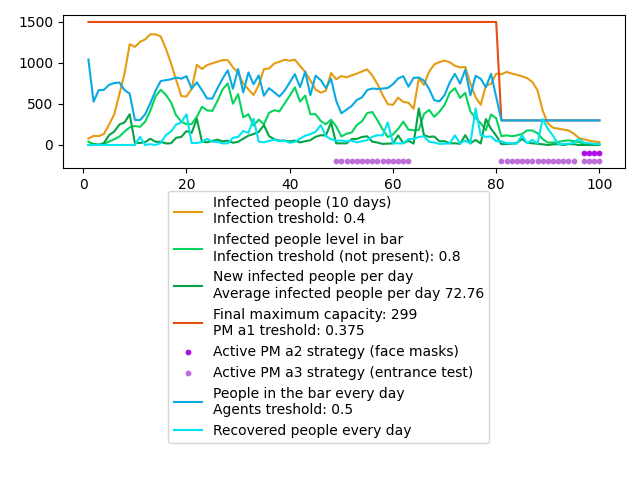 1500
1000
500
0
0
20
40
60
80
100
Infected people (10 days)
Infection treshold: 0.4
Infected people level in bar
Infection treshold (not present): 0.8
New infected people per day
Average infected people per day 72.76
Final maximum capacity: 299
PM a1 treshold: 0.375
Active PM a2 strategy (face masks)
Active PM a3 strategy (entrance test)
People in the bar every day
Agents treshold: 0.5
Recovered people every day